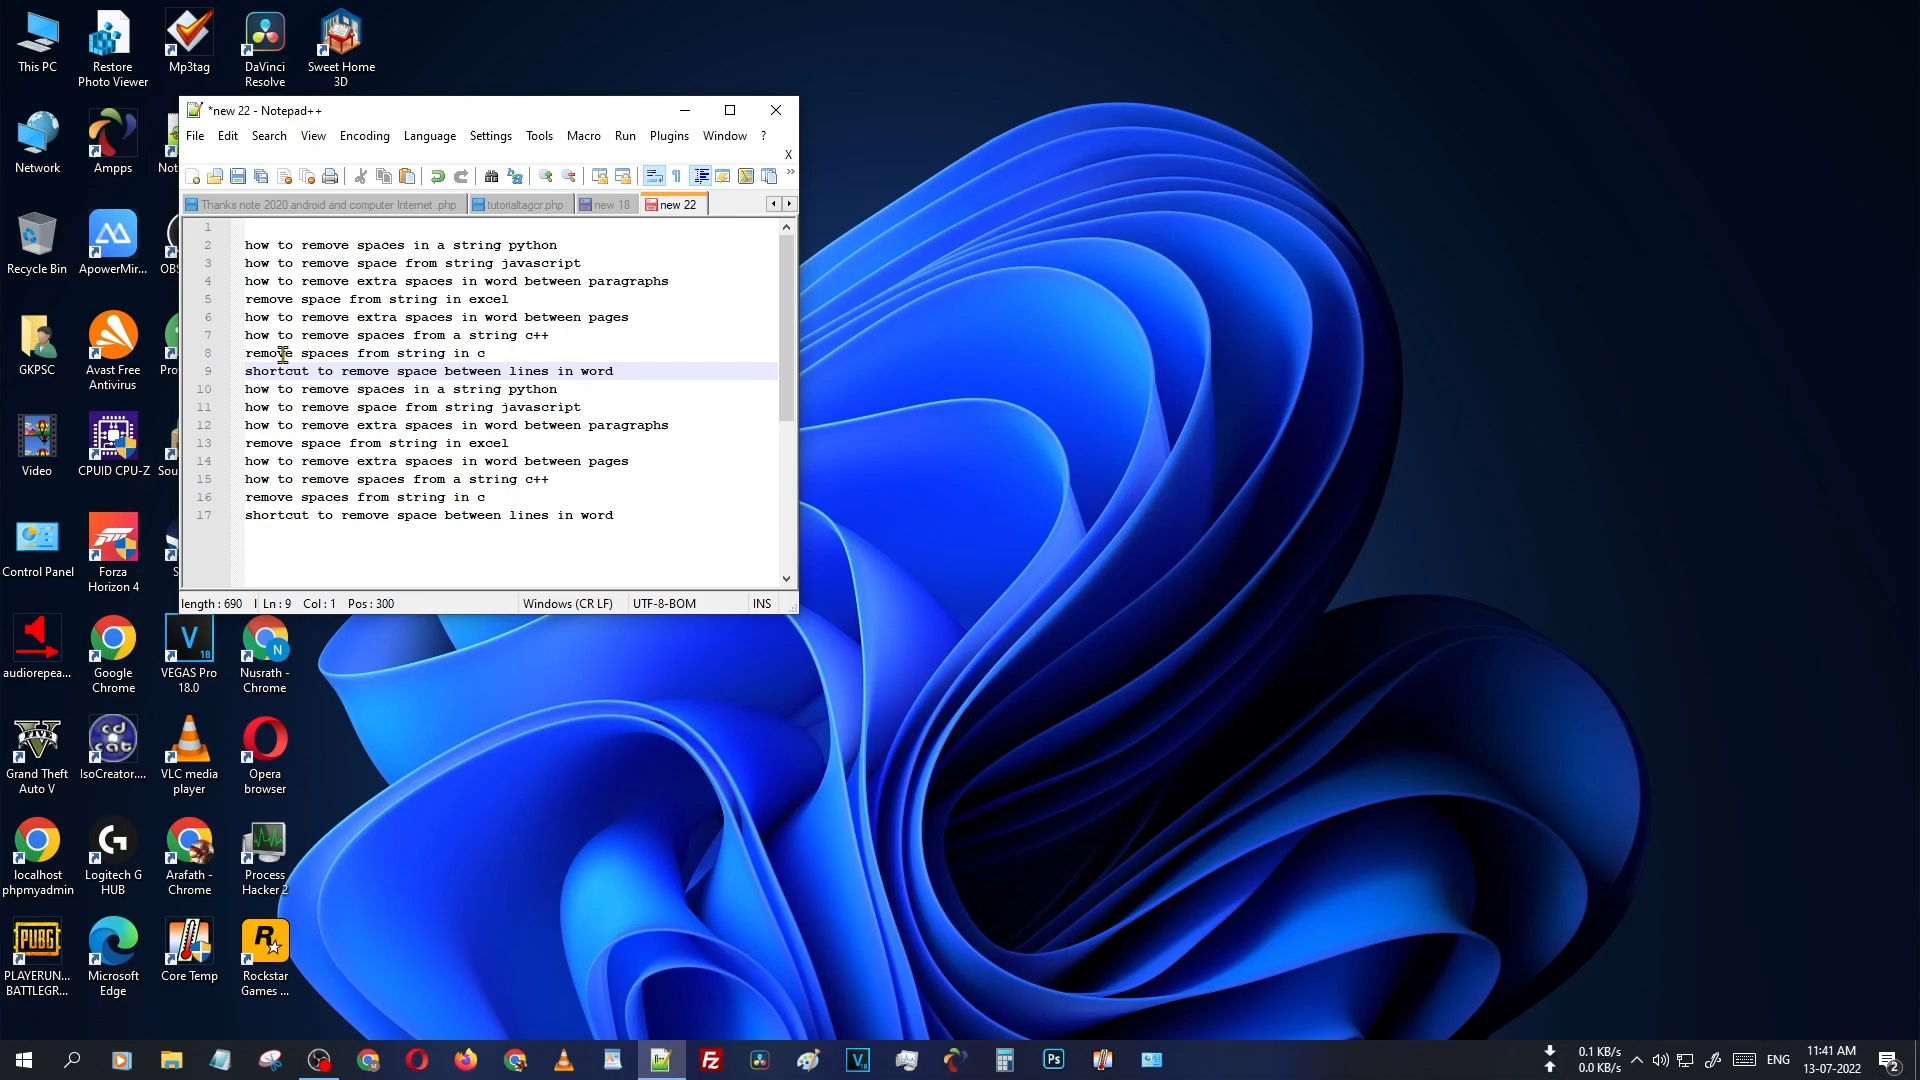 This PC
Restore Photo Viewer
Mp3tag
DaVinci Resolve
Sweet Home 3D
Network
Ampps
Recycle Bin
ApowerMir...
GKPSC
Avast Free Antivirus
Video
CPUID CPU-Z
Control Panel
Forza Horizon 4
*new 22 - Notepad++
File Edit Search View Encoding Language Settings Tools Macro Run Plugins Window ?
X
Thanks note 2020 android and computer Internet .php
tutorialtagcr.php
new 18
new 22
1
2 how to remove spaces in a string python
3 how to remove space from string javascript
4 how to remove extra spaces in word between paragraphs
5 remove space from string in excel
6 how to remove extra spaces in word between pages
7 how to remove spaces from a string c++
8 remove spaces from string in c
9 shortcut to remove space between lines in word
10 how to remove spaces in a string python
11 how to remove space from string javascript
12 how to remove extra spaces in word between paragraphs
13 remove space from string in excel
14 how to remove extra spaces in word between pages
15 how to remove spaces from a string c++
16 remove spaces from string in c
17 shortcut to remove space between lines in word
length : 690 Ln : 9 Col : 1 Pos : 300 Windows (CR LF) UTF-8-BOM INS
audiorepea...
Google Chrome
VEGAS Pro 18.0
Nusrath - Chrome
Grand Theft Auto V
IsoCreator....
VLC media player
Opera browser
localhost phpmyadmin
Logitech G HUB
Arafath - Chrome
Process Hacker 2
PLAYERUN... BATTLEGR...
Microsoft Edge
Core Temp
Rockstar Games ...
0.1 KB/s
0.0 KB/s
ENG
11:41 AM
13-07-2022
2